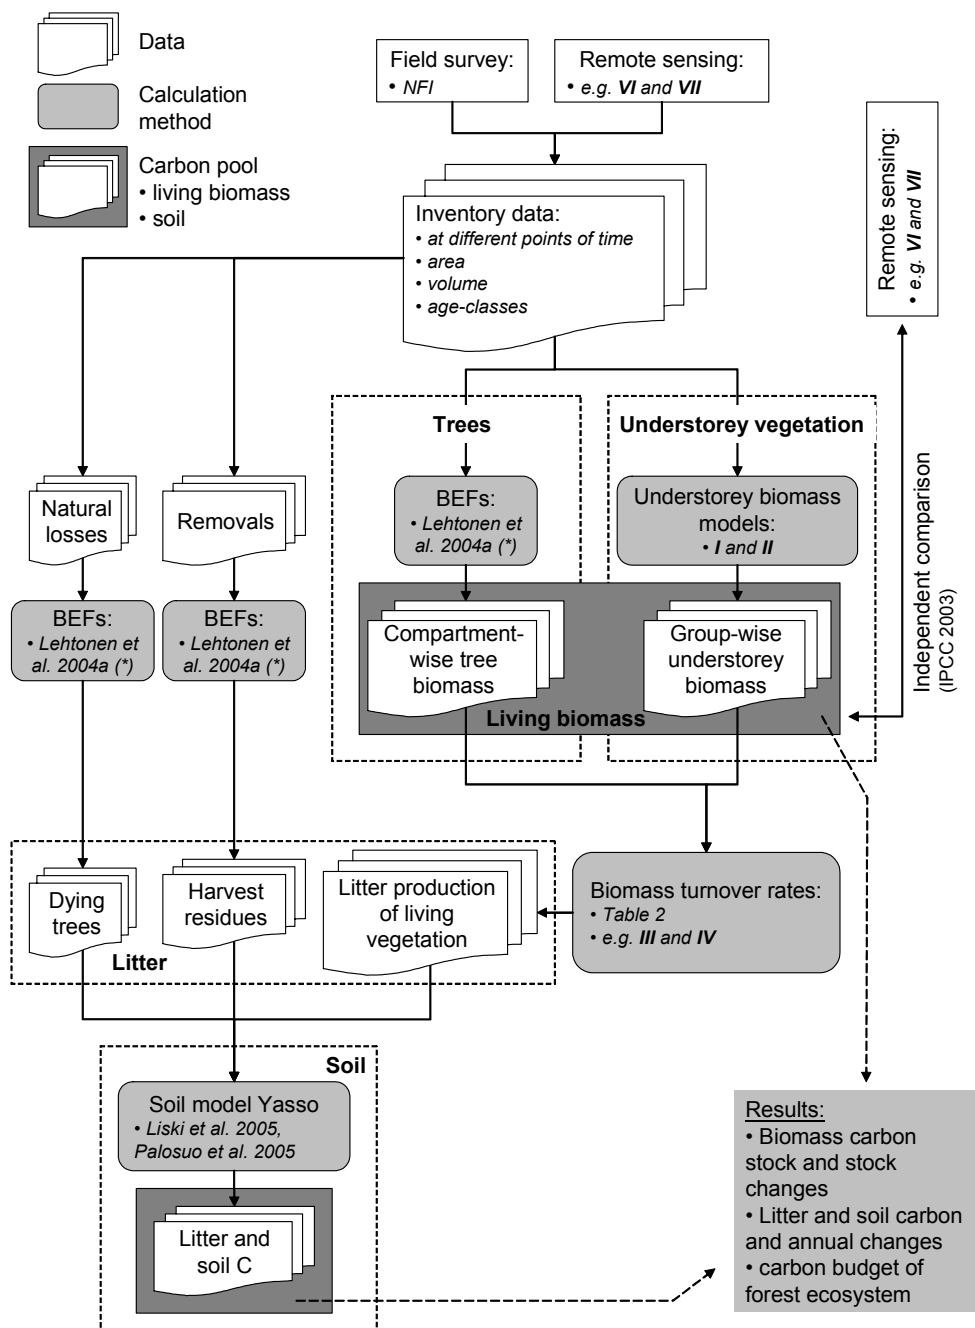 Data
Calculation
method
Carbon pool
• living biomass
• soil
Field survey:
• NFI
Remote sensing:
• e.g. VI and VII
Remote sensing:
• e.g. VI and VII
Inventory data:
• at different points of time
• area
• volume
• age-classes
Trees
Understorey vegetation
Natural
losses
Removals
BEFs:
• Lehtonen et
al. 2004a (*)
Understorey biomass
models:
• I and II
BEFs:
• Lehtonen et
al. 2004a (*)
BEFs:
• Lehtonen et
al. 2004a (*)
Compartment-
wise tree
biomass
Group-wise
understorey
biomass
Living biomass
Independent comparison
(IPCC 2003)
Dying
trees
Harvest
residues
Litter production
of living
vegetation
Litter
Biomass turnover rates:
• Table 2
• e.g. III and IV
Soil
Soil model Yasso
• Liski et al. 2005,
Palosuo et al. 2005
Litter and
soil C
Results:
• Biomass carbon
stock and stock
changes
• Litter and soil carbon
and annual changes
• carbon budget of
forest ecosystem